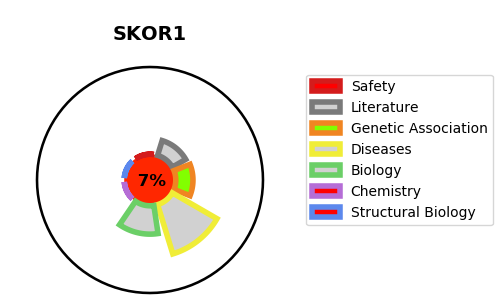 SKOR1
7%
Safety
Literature
Genetic Association
Diseases
Biology
Chemistry
Structural Biology